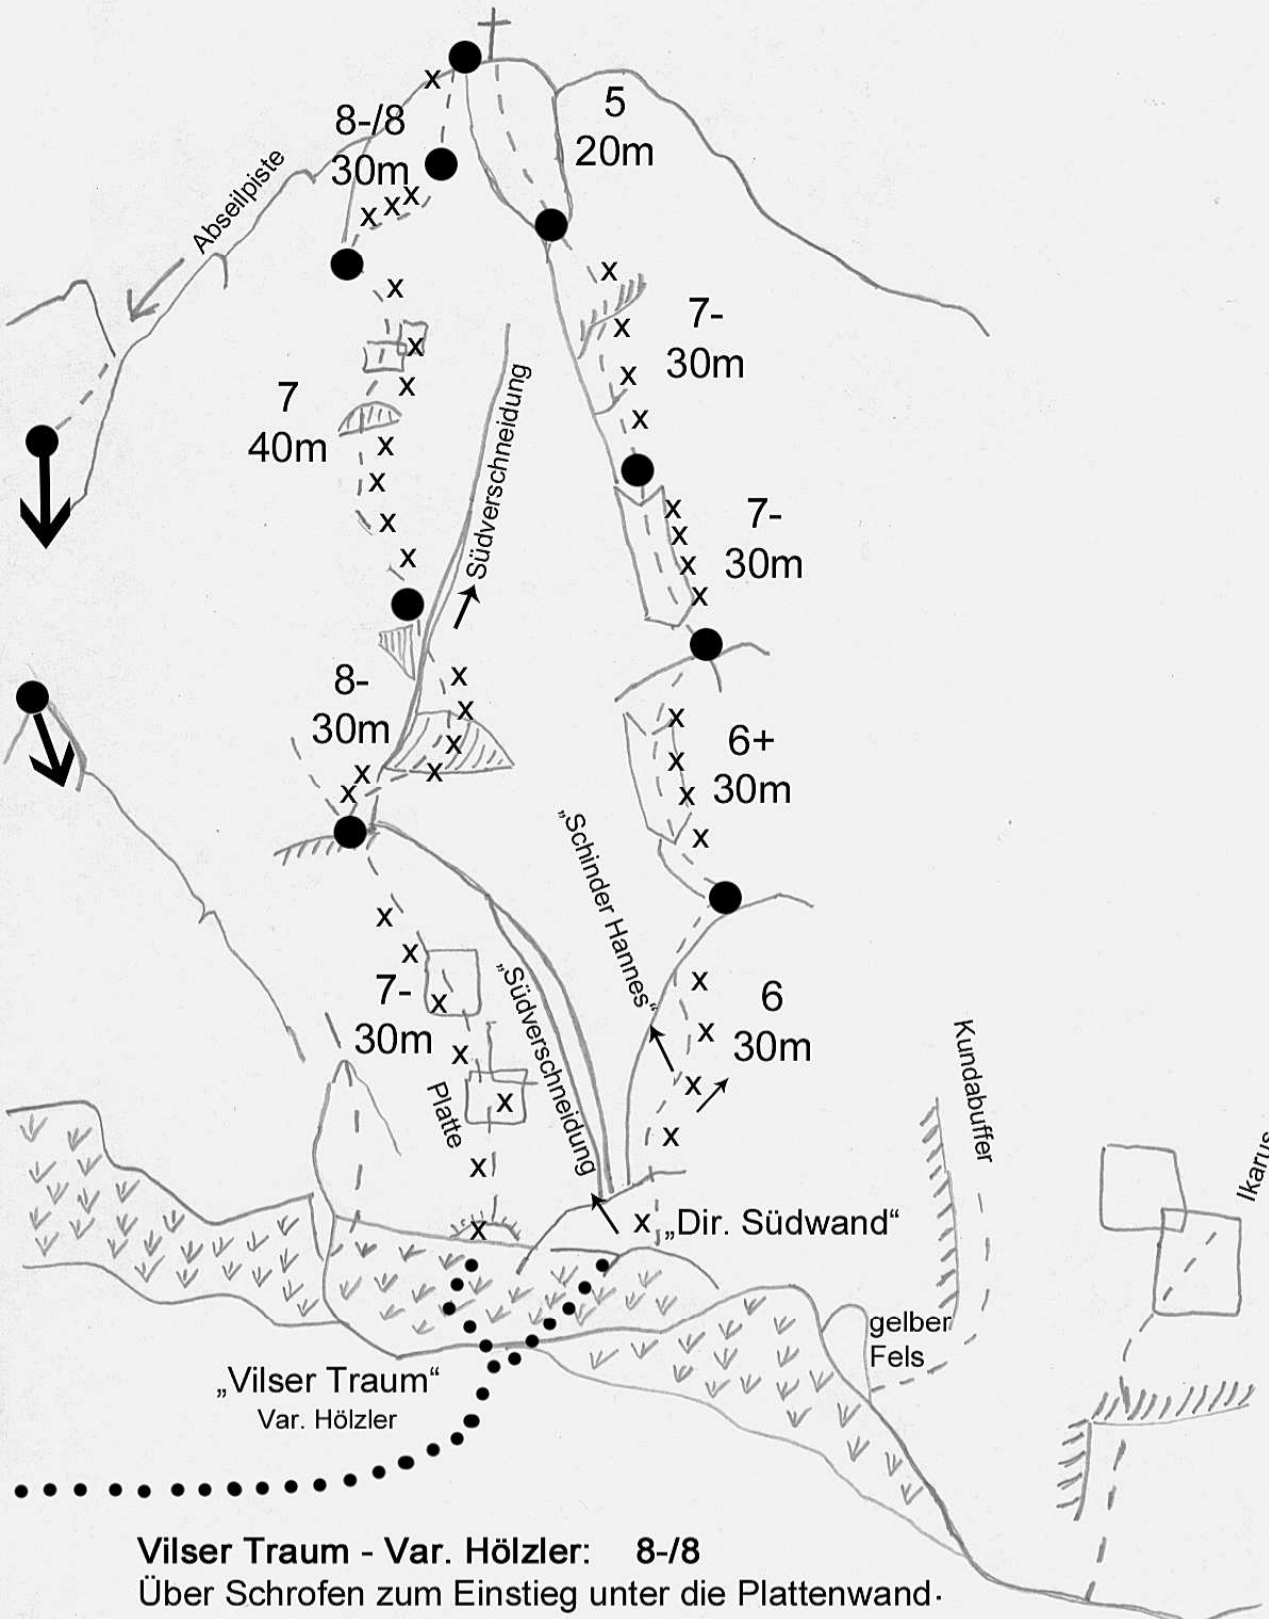 8-/8
30m
5
20m
Abseilpiste
7-
30m
7
40m
Südverschneidung
7-
30m
8-
30m
6+
30m
„Schinder Hannes“
7-
30m
„Südverschneidung
6
30m
Platte
Kundabuffer
Ikarus
„Dir. Südwand“
gelber
Fels
„Vilser Traum“
Var. Hölzler
Vilser Traum - Var. Hölzler: 8-/8
Über Schrofen zum Einstieg unter die Plattenwand.